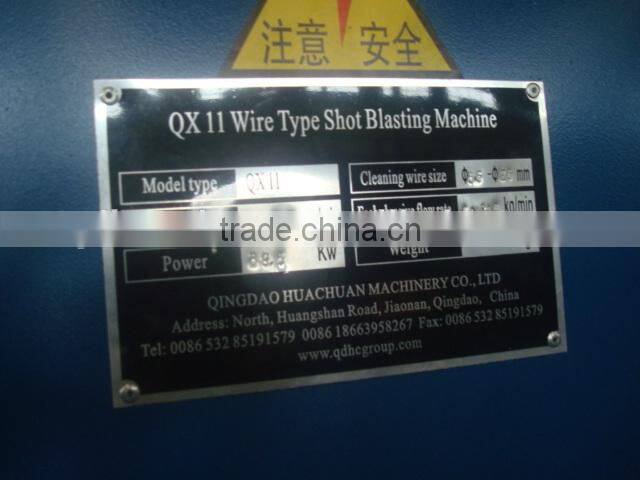 注意 安全
QX 11 Wire Type Shot Blasting Machine
Model type QX11 Cleaning wire size mm
flow rate kg/min
trade.china.cn
Power Kw Weight
QINGDAO HUACHUAN MACHINERY CO., LTD
Address: North, Huangshan Road, Jiaonan, Qingdao, China
Tel: 0086 532 85191579 0086 18663958267 Fax: 0086 532 85191579
www.qdhcgroup.com